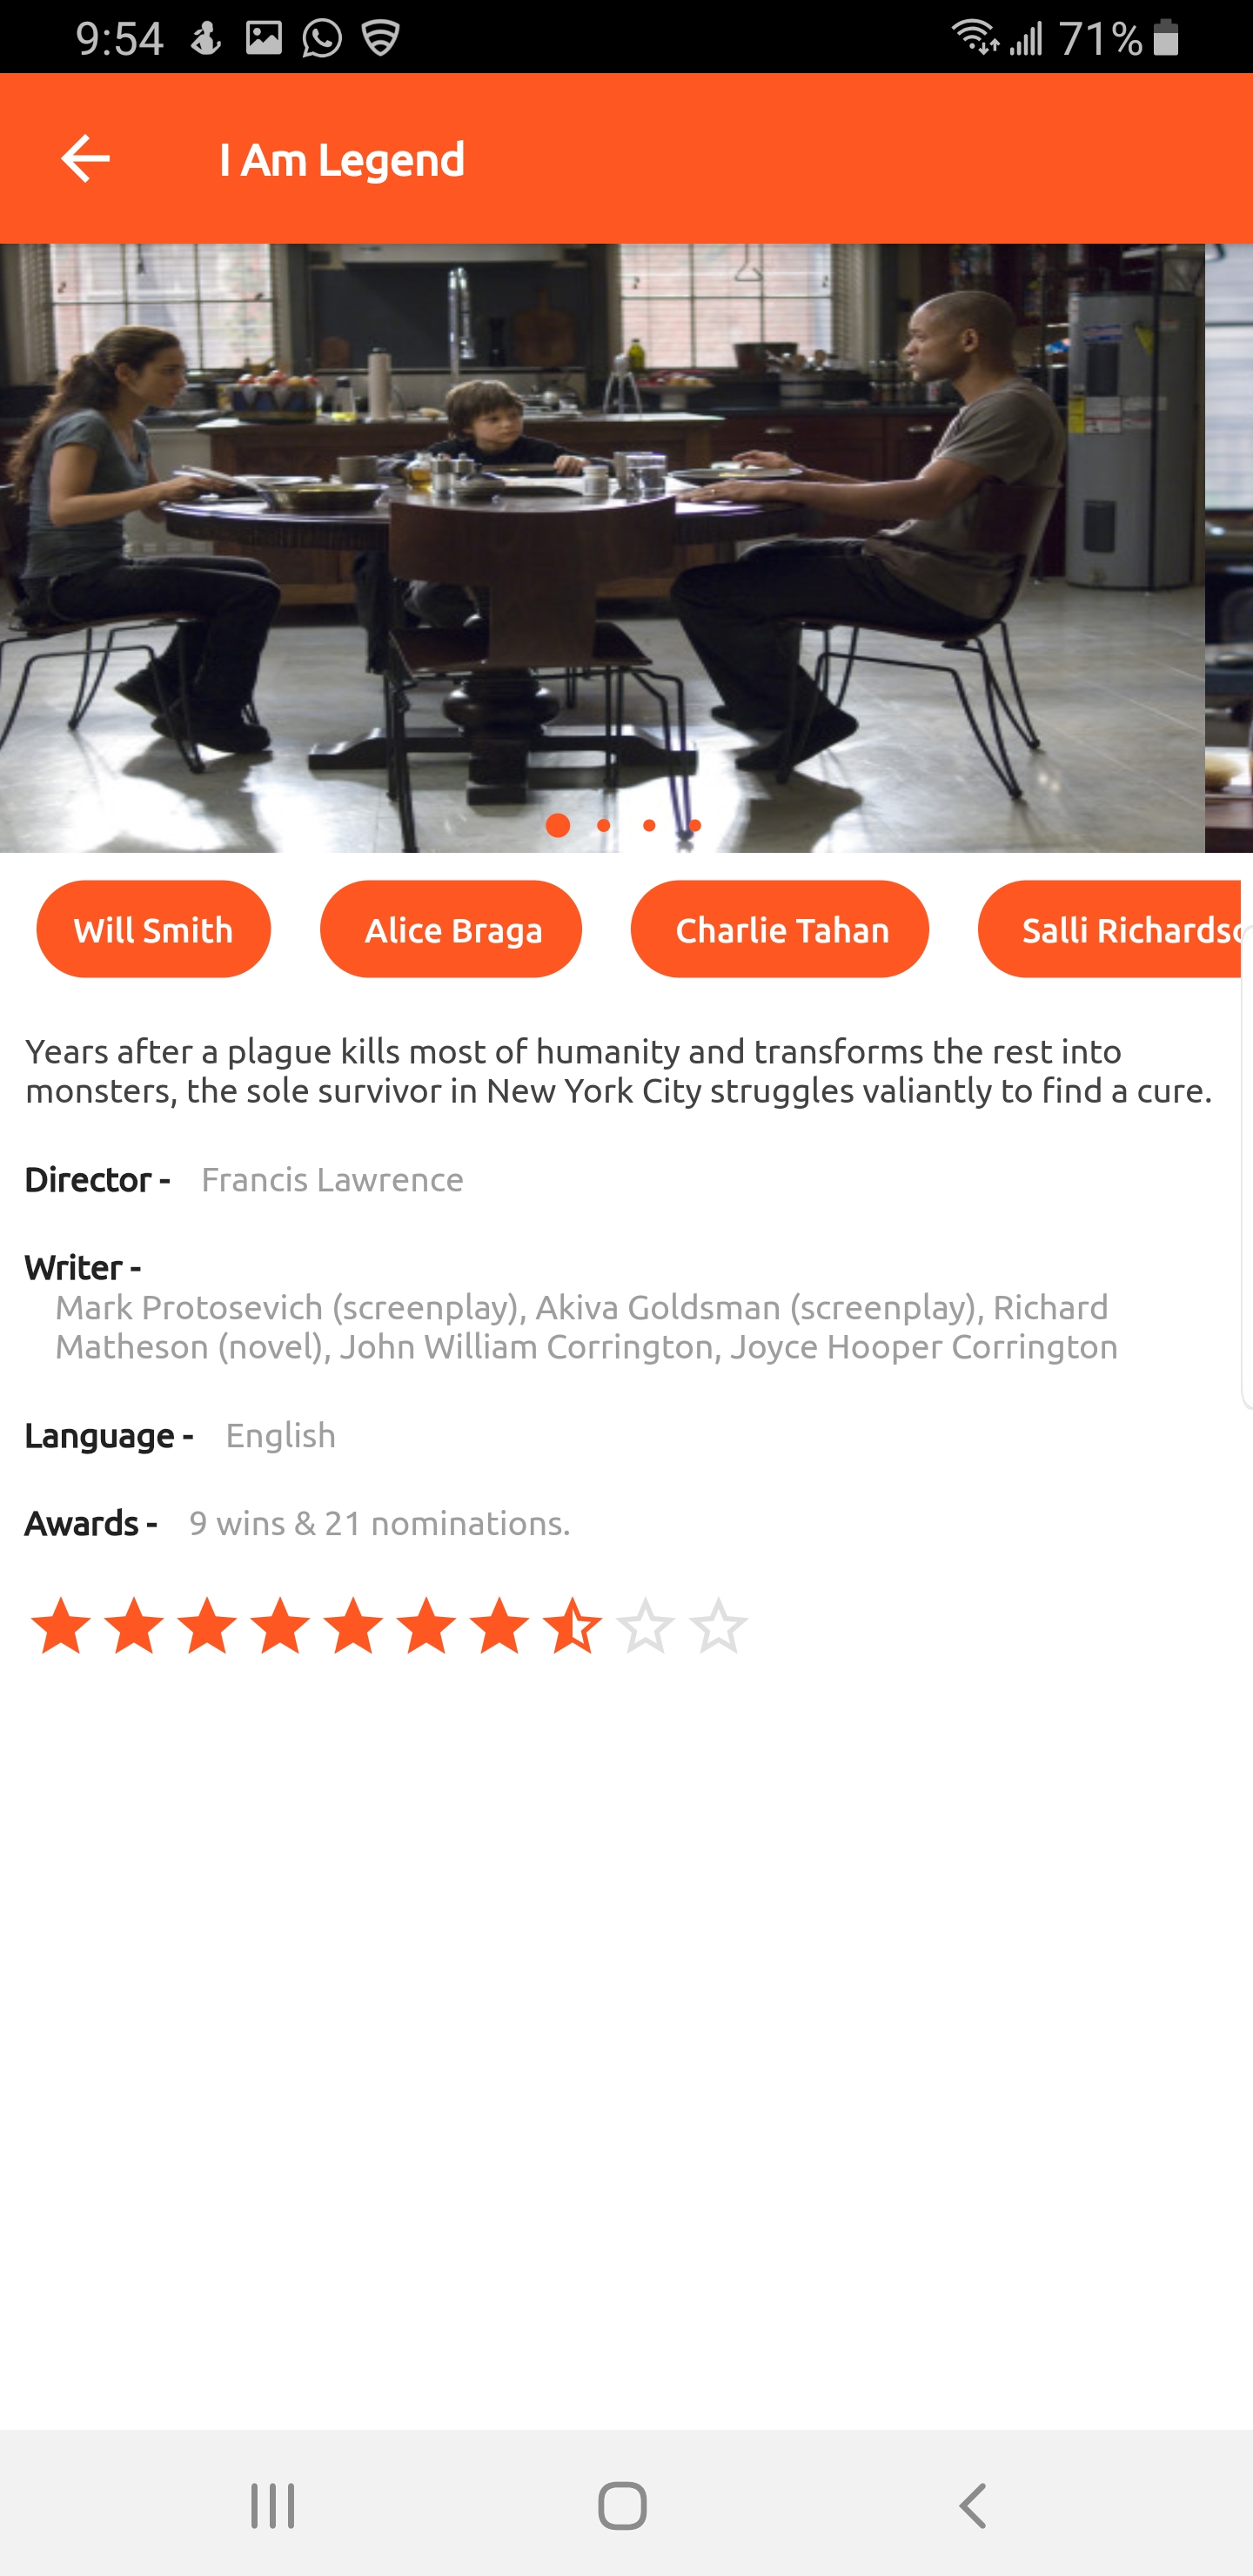 9:54 71%
I Am Legend
Will Smith Alice Braga Charlie Tahan Salli
Years after a plague kills most of humanity and transforms the rest into
monsters, the sole survivor in New York City struggles valiantly to find a cure.
Director - Francis Lawrence
Writer -
Mark Protosevich (screenplay), Akiva Goldsman (screenplay), Richard
Matheson (novel), John William Corrington, Joyce Hooper Corrington
Language - English
Awards - 9 wins & 21 nominations.